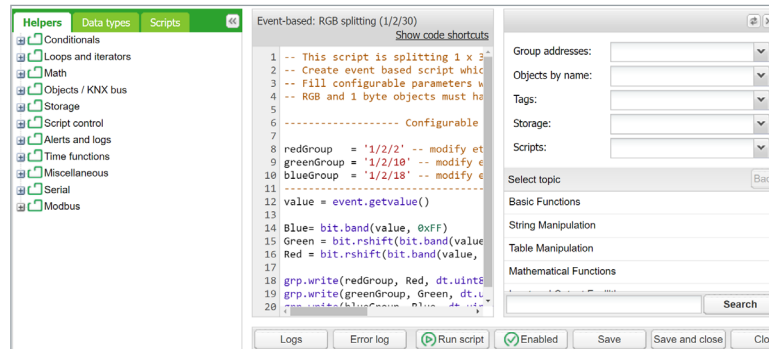 Helpers Data types Scripts
Conditionals
Loops and iterators
Math
Objects / KNX bus
Storage
Script control
Alerts and logs
Time functions
Miscellaneous
Serial
Modbus
Event-based: RGB splitting (1/2/30)
Show code shortcuts
1 -- This script is splitting 1 x 3
2 -- Create event based script whic
3 -- Fill configurable parameters w
4 -- RGB and 1 byte objects must ha
5
6 ------------------- Configurable
7
8 redGroup   = '1/2/2' -- modify et
9 greenGroup = '1/2/10' -- modify e
10 blueGroup  = '1/2/18' -- modify e
11 ---------------------------------
12 value = event.getvalue()
13
14 Blue= bit.band(value, 0xFF)
15 Green = bit.rshift(bit.band(value
16 Red = bit.rshift(bit.band(value,
17
18 grp.write(redGroup, Red, dt.uint8
19 grp.write(greenGroup, Green, dt.u
20
Group addresses:
Objects by name:
Tags:
Storage:
Scripts:
Select topic Bac
Basic Functions
String Manipulation
Table Manipulation
Mathematical Functions
Search
Logs Error log Run script Enabled Save Save and close Clo